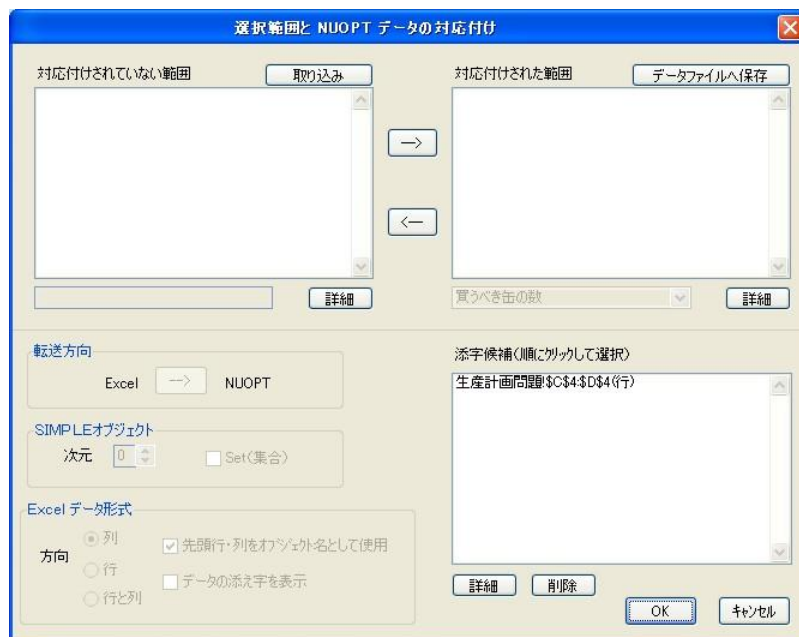 選択範囲と NUOPT データの対応付け
対応付けされていない範囲
取り込み
対応付けされた範囲
データファイルへ保存
-->
<--
詳細
買うべき缶の数
詳細
転送方向
Excel --> NUOPT
添字候補(順にクリックして選択)
生産計画問題!$C$4:$D$4(行)
SIMPLEオブジェクト
次元 0
Set(集合)
Excel データ形式
方向
列
行
行と列
先頭行・列をオブジェクト名として使用
データの添え字を表示
詳細
削除
OK
キャンセル